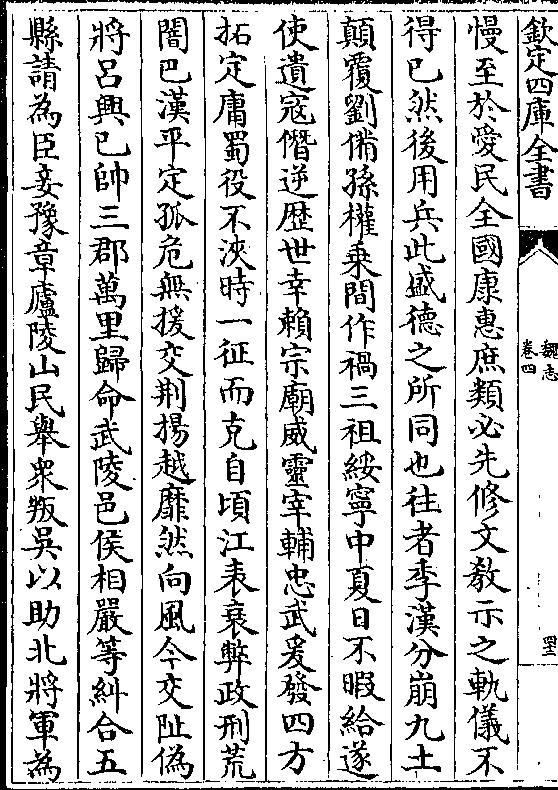 欽定四庫全書
魏志
卷四
慢至於愛民全國康惠庶類必先修文教示之軌儀不
得已然後用兵此盛德之所同也往者季漢分崩九土
顛覆劉備孫權乗間作禍三祖綏寧中夏日不暇給遂
使遺寇僭逆歴世幸賴宗廟威靈宰輔忠武爰發四方
拓定庸蜀役不浹時一征而克自頃江表衰弊政刑荒
闇巴漢平定孤危無援交荆揚越靡然向風今交阯偽
將呂興已帥三郡萬里歸命武陵邑侯相嚴等糾合五
縣請為臣妾豫章廬陵山民舉衆叛吳以助北將軍為